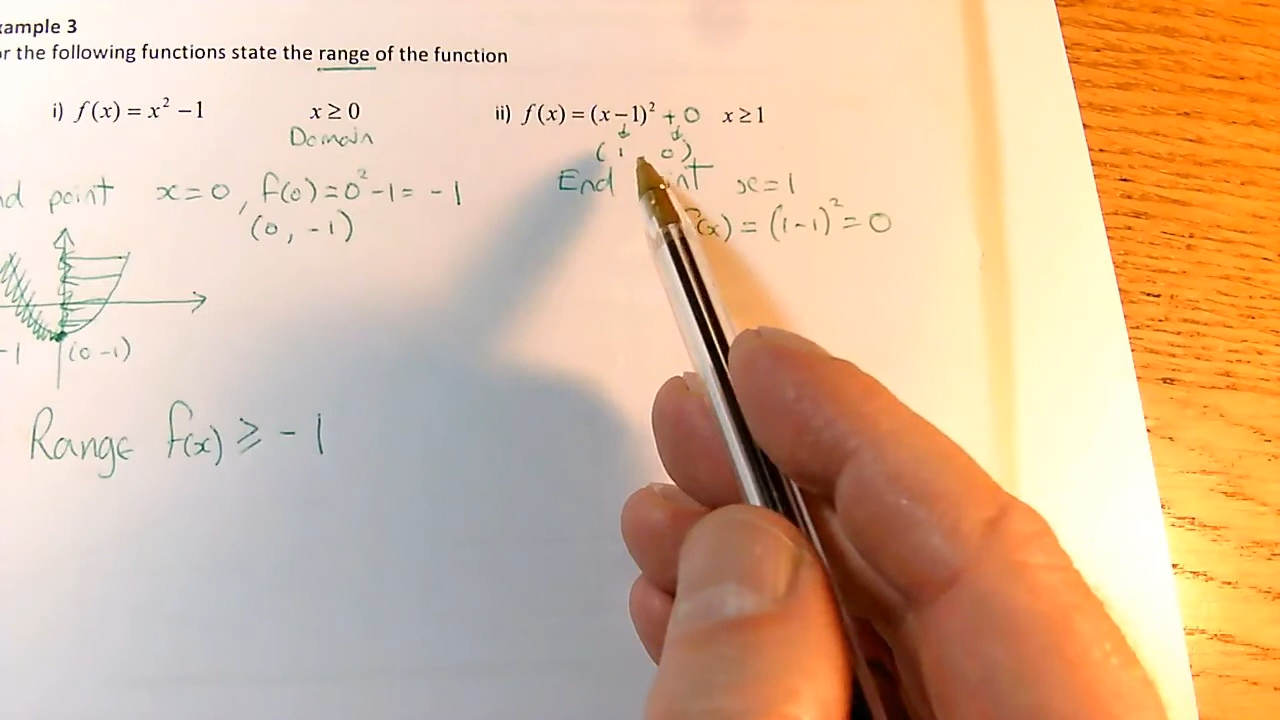 ample 3
r the following functions state the range of the function
i) f(x) = x² − 1 x ≥ 0
Domain
nd point x=0, f(0)=0²-1=-1
(0, -1)
-1 (0 -1)
Range f(x) ≥ -1
ii) f(x) = (x−1)² + 0 x ≥ 1
(1 0)
End x=1
(x) = (1-1)² = 0